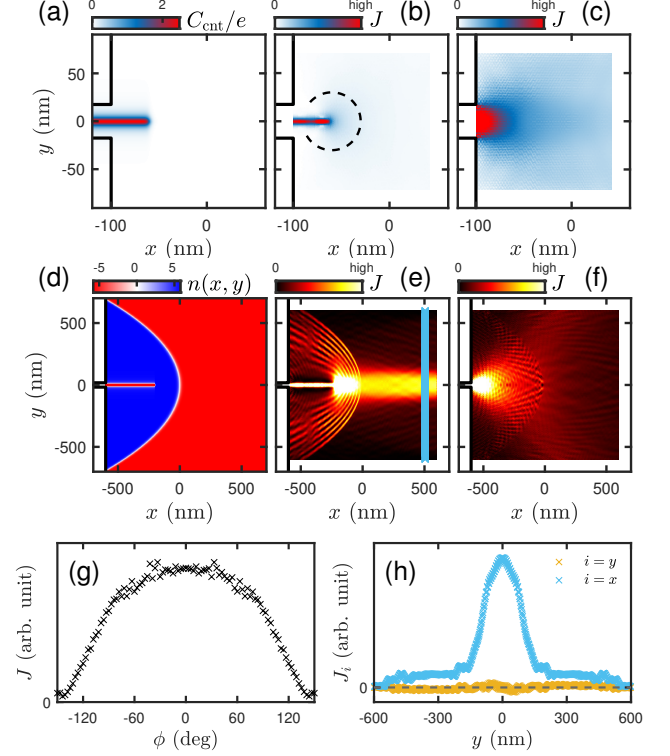 (a) 0 2 C_cnt/e (b) 0 high J (c) 0 high J
y (nm) 50 0 -50
-100 0 -100 0 -100 0
x (nm) x (nm) x (nm)
(d) -5 0 5 n(x, y) (e) 0 high J (f) 0 high J
y (nm) 500 0 -500
-500 0 500 -500 0 500 -500 0 500
x (nm) x (nm) x (nm)
(g) J (arb. unit) 0
-120 -60 0 60 120
ϕ (deg)
(h) J_i (arb. unit) 0
i = y
i = x
-600 -300 0 300 600
y (nm)